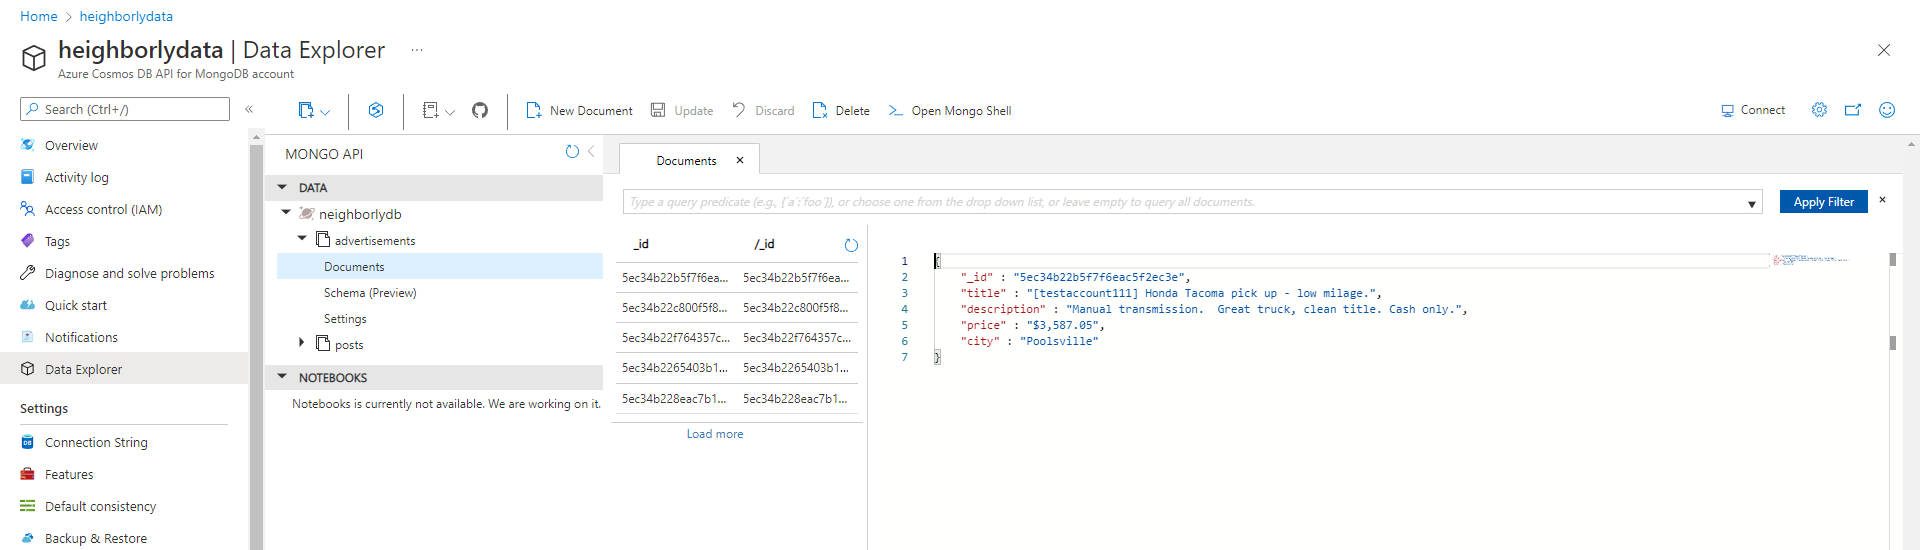 Home > heighborlydata
heighborlydata | Data Explorer ...
Azure Cosmos DB API for MongoDB account
Search (Ctrl+/)
«
New Document
Update
Discard
Delete
Open Mongo Shell
Connect
Overview
Activity log
Access control (IAM)
Tags
Diagnose and solve problems
Quick start
Notifications
Data Explorer
Settings
Connection String
Features
Default consistency
Backup & Restore
MONGO API
DATA
neighborlydb
advertisements
Documents
Schema (Preview)
Settings
posts
NOTEBOOKS
Notebooks is currently not available. We are working on it.
Documents
Type a query predicate (e.g., {´a´:´foo´}), or choose one from the drop down list, or leave empty to query all documents.
Apply Filter
_id /_id
5ec34b22b5f7f6ea... 5ec34b22b5f7f6ea...
5ec34b22c800f5f8... 5ec34b22c800f5f8...
5ec34b22f764357c... 5ec34b22f764357c...
5ec34b2265403b1... 5ec34b2265403b1...
5ec34b228eac7b1... 5ec34b228eac7b1...
Load more
1 {
2 "_id" : "5ec34b22b5f7f6eac5f2ec3e",
3 "title" : "[testaccount111] Honda Tacoma pick up - low milage.",
4 "description" : "Manual transmission.  Great truck, clean title. Cash only.",
5 "price" : "$3,587.05",
6 "city" : "Poolsville"
7 }